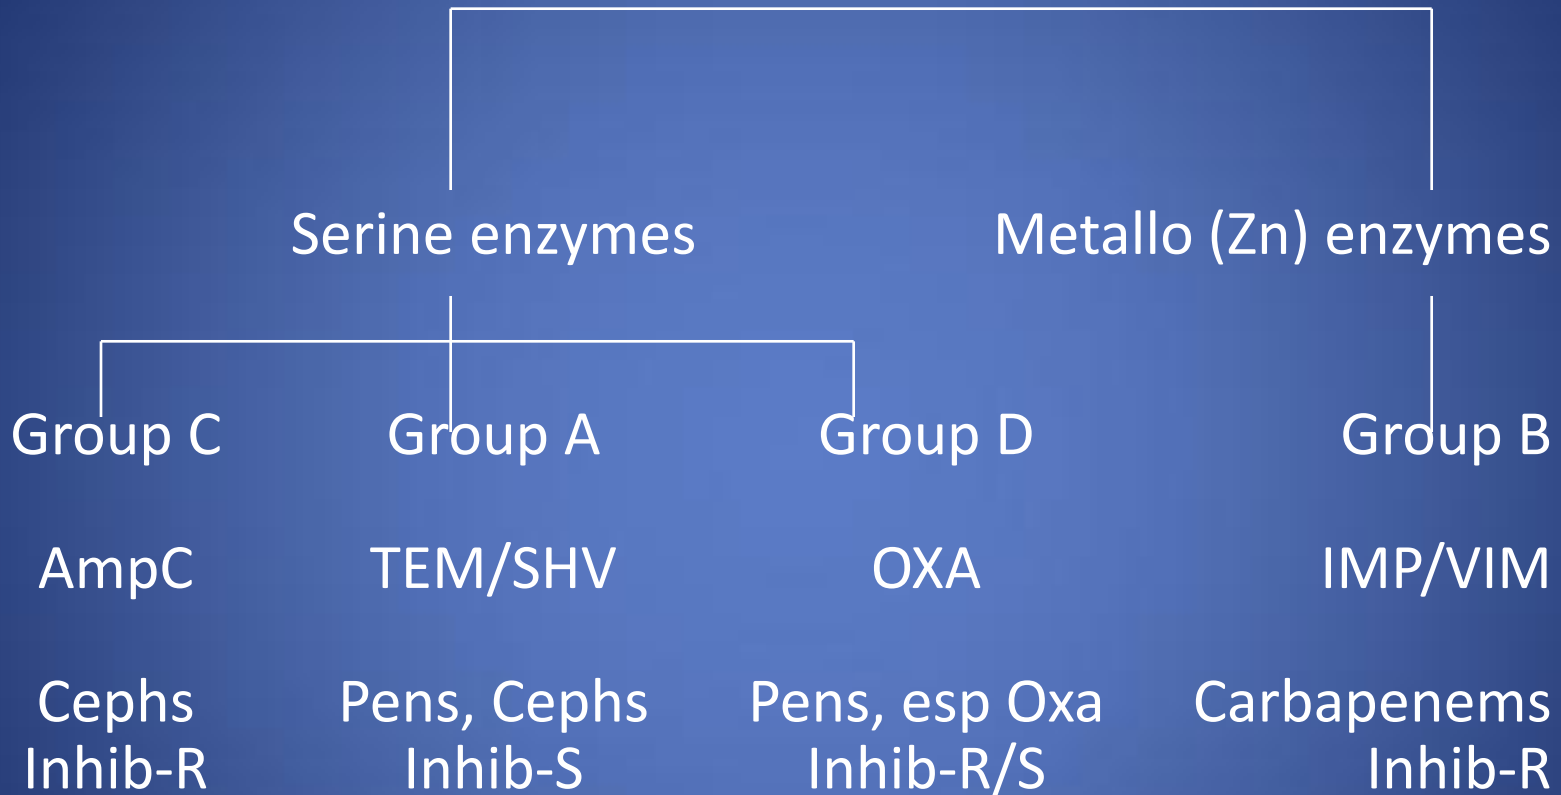 Serine enzymes Metallo (Zn) enzymes
Group C Group A Group D Group B
AmpC TEM/SHV OXA IMP/VIM
Cephs Pens, Cephs Pens, esp Oxa Carbapenems
Inhib-R Inhib-S Inhib-R/S Inhib-R